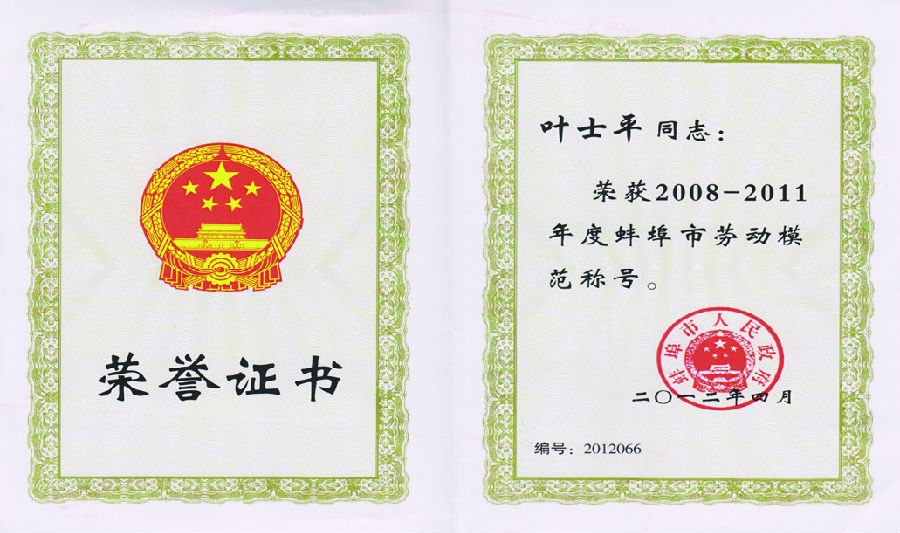 荣誉证书
叶士平同志：
荣获2008-2011
年度蚌埠市劳动模
范称号。
蚌埠市人民政府
二〇一二年四月
编号：2012066